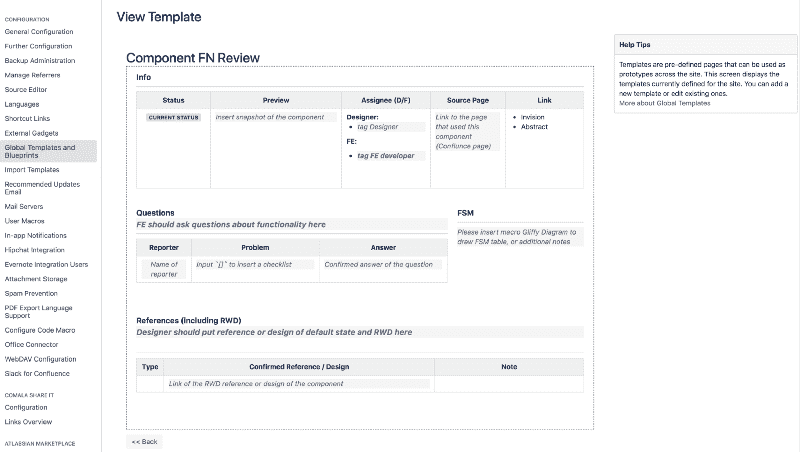 CONFIGURATION
General Configuration
Further Configuration
Backup Administration
Manage Referrers
Source Editor
Languages
Shortcut Links
External Gadgets
Global Templates and
Blueprints
Import Templates
Recommended Updates
Email
Mail Servers
User Macros
In-app Notifications
Hipchat Integration
Evernote Integration Users
Attachment Storage
Spam Prevention
PDF Export Language
Support
Configure Code Macro
Office Connector
WebDAV Configuration
Slack for Confluence
COMALA SHARE IT
Configuration
Links Overview
ATLASSIAN MARKETPLACE
View Template
Component FN Review
Info
Status Preview Assignee (D/F) Source Page Link
CURRENT STATUS
Insert snapshot of the component
Designer:
• tag Designer
FE:
• tag FE developer
Link to the page
that used this
component
(Conflunce page)
• Invision
• Abstract
Questions
FE should ask questions about functionality here
Reporter Problem Answer
Name of
reporter
Input "[]" to insert a checklist
Confirmed answer of the question
FSM
Please insert macro Gliffy Diagram to
draw FSM table, or additional notes
References (including RWD)
Designer should put reference or design of default state and RWD here
Type Confirmed Reference / Design Note
Link of the RWD reference or design of the component
<< Back
Help Tips
Templates are pre-defined pages that can be used as
prototypes across the site. This screen displays the
templates currently defined for the site. You can add a
new template or edit existing ones.
More about Global Templates